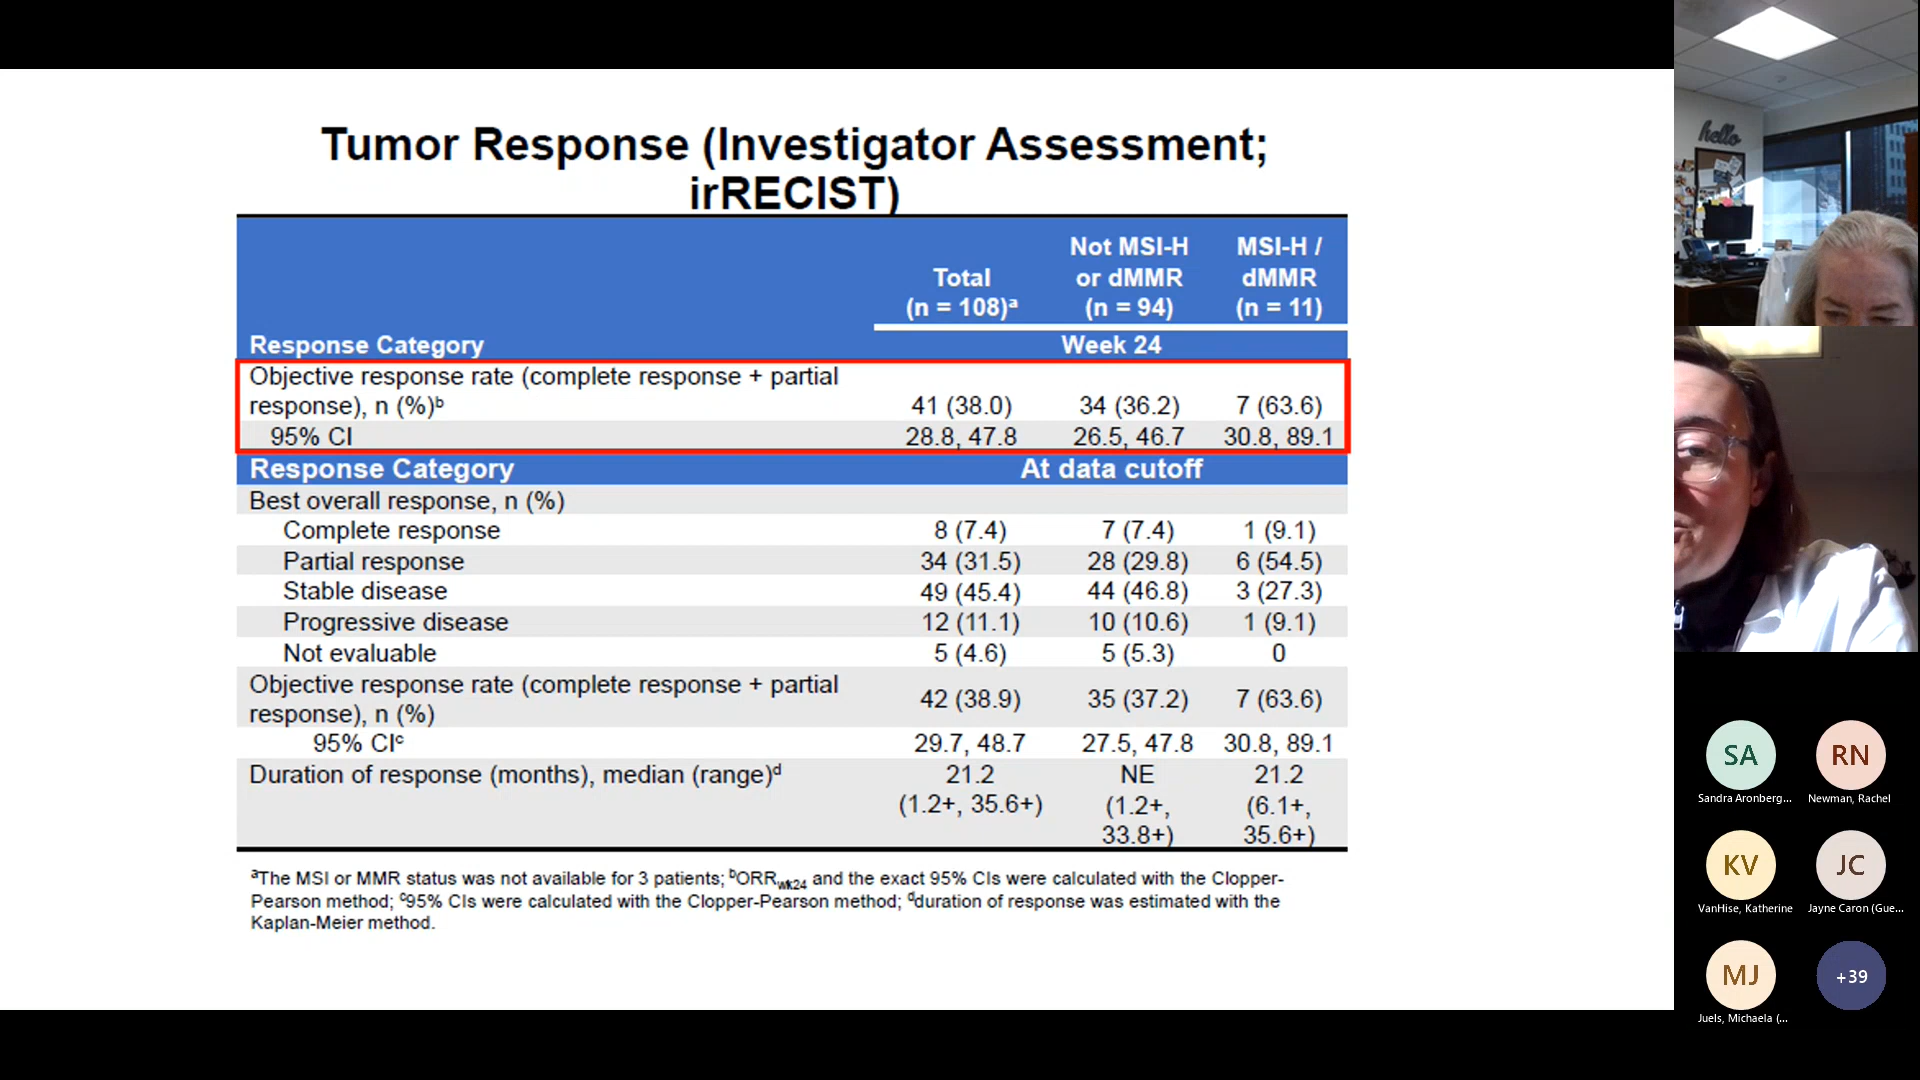 hello
Tumor Response (Investigator Assessment;
irRECIST)
Total
(n = 108)a
Not MSI-H
or dMMR
(n = 94)
MSI-H /
dMMR
(n = 11)
Response Category
Week 24
Objective response rate (complete response + partial
response), n (%)b
41 (38.0)
34 (36.2)
7 (63.6)
95% CI
28.8, 47.8
26.5, 46.7
30.8, 89.1
Response Category
At data cutoff
Best overall response, n (%)
Complete response
8 (7.4)
7 (7.4)
1 (9.1)
Partial response
34 (31.5)
28 (29.8)
6 (54.5)
Stable disease
49 (45.4)
44 (46.8)
3 (27.3)
Progressive disease
12 (11.1)
10 (10.6)
1 (9.1)
Not evaluable
5 (4.6)
5 (5.3)
0
Objective response rate (complete response + partial
response), n (%)
42 (38.9)
35 (37.2)
7 (63.6)
95% CIc
29.7, 48.7
27.5, 47.8
30.8, 89.1
Duration of response (months), median (range)d
21.2
(1.2+, 35.6+)
NE
(1.2+,
33.8+)
21.2
(6.1+,
35.6+)
aThe MSI or MMR status was not available for 3 patients; bORRwk24 and the exact 95% CIs were calculated with the Clopper-
Pearson method; c95% CIs were calculated with the Clopper-Pearson method; dduration of response was estimated with the
Kaplan-Meier method.
SA
Sandra Aronberg...
RN
Newman, Rachel
KV
VanHise, Katherine
JC
Jayne Caron (Gue...
MJ
Juels, Michaela (...
+39